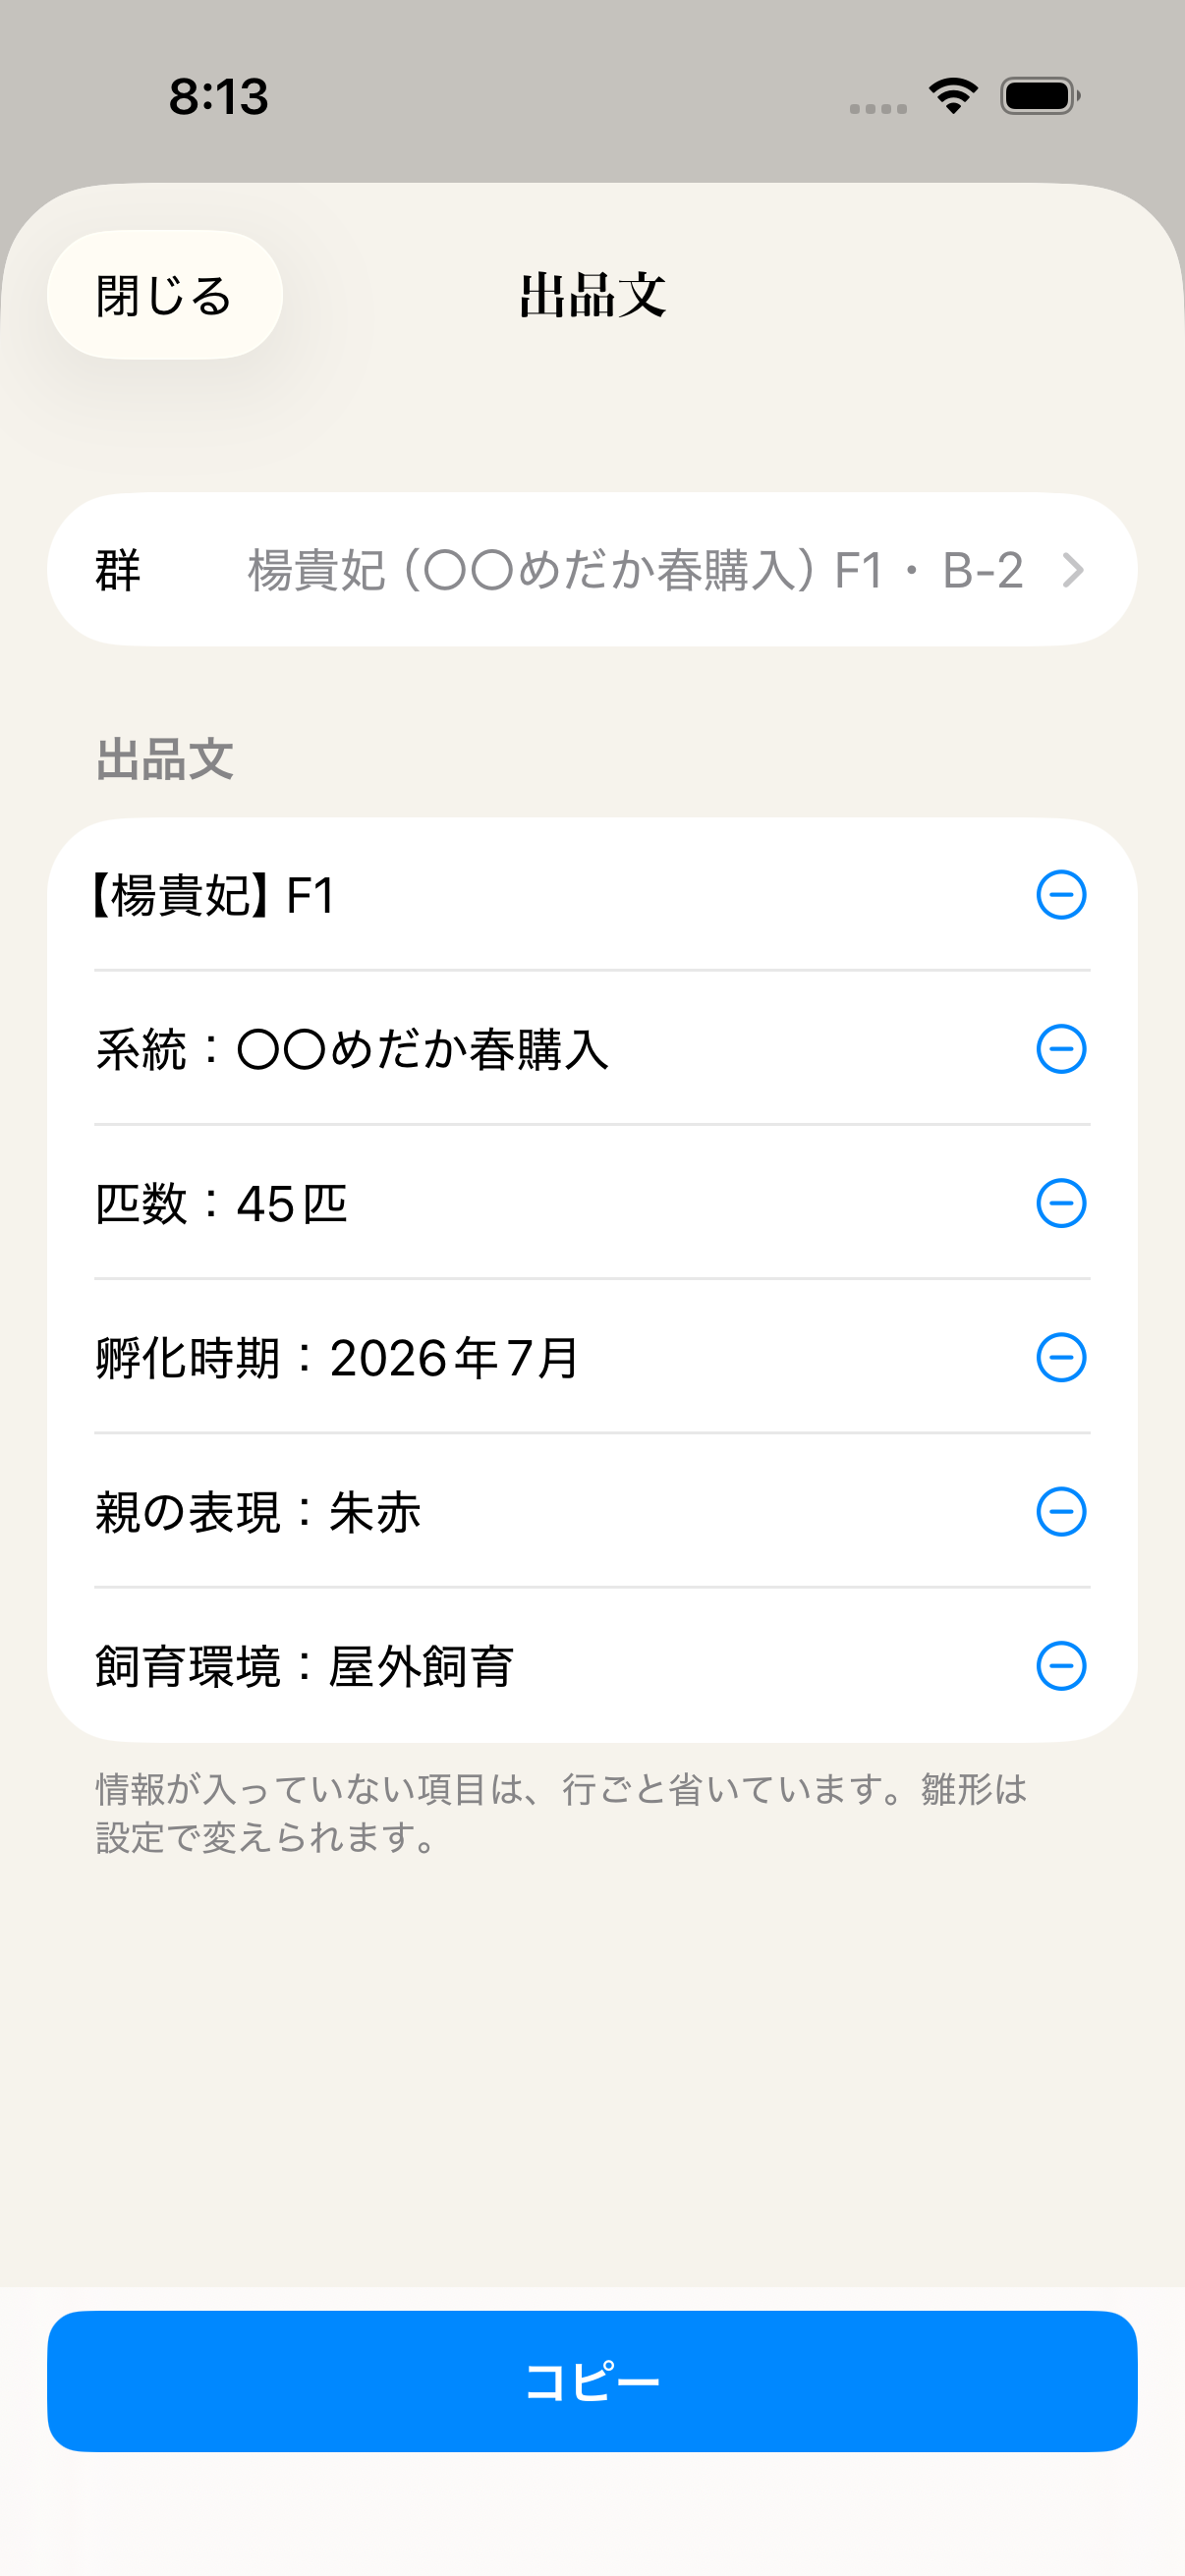 8:13
閉じる
出品文
群
楊貴妃（〇〇めだか春購入）F1・B-2
出品文
【楊貴妃】F1
系統：〇〇めだか春購入
匹数：45匹
孵化時期：2026年7月
親の表現：朱赤
飼育環境：屋外飼育
情報が入っていない項目は、行ごと省いています。雛形は
設定で変えられます。
コピー